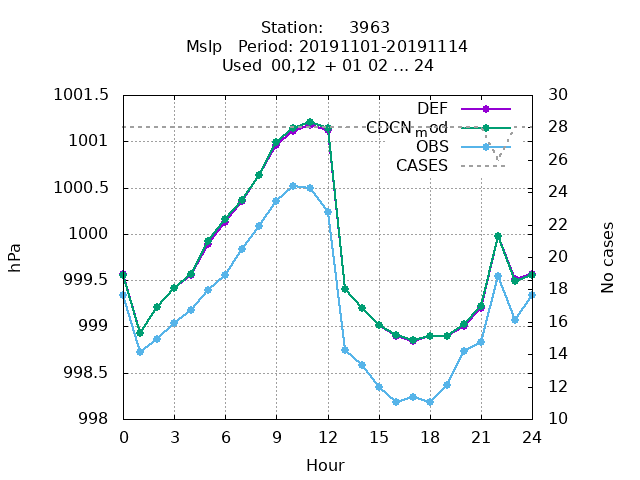 Station: 3963
Mslp Period: 20191101-20191114
Used 00,12 + 01 02 ... 24
1001.5 30
DEF
1001 28
CDCN_mod
OBS
CASES
26
1000.5 24
22
1000 20
999.5 18
999 16
14
998.5 12
998 10
hPa
No cases
0 3 6 9 12 15 18 21 24
Hour